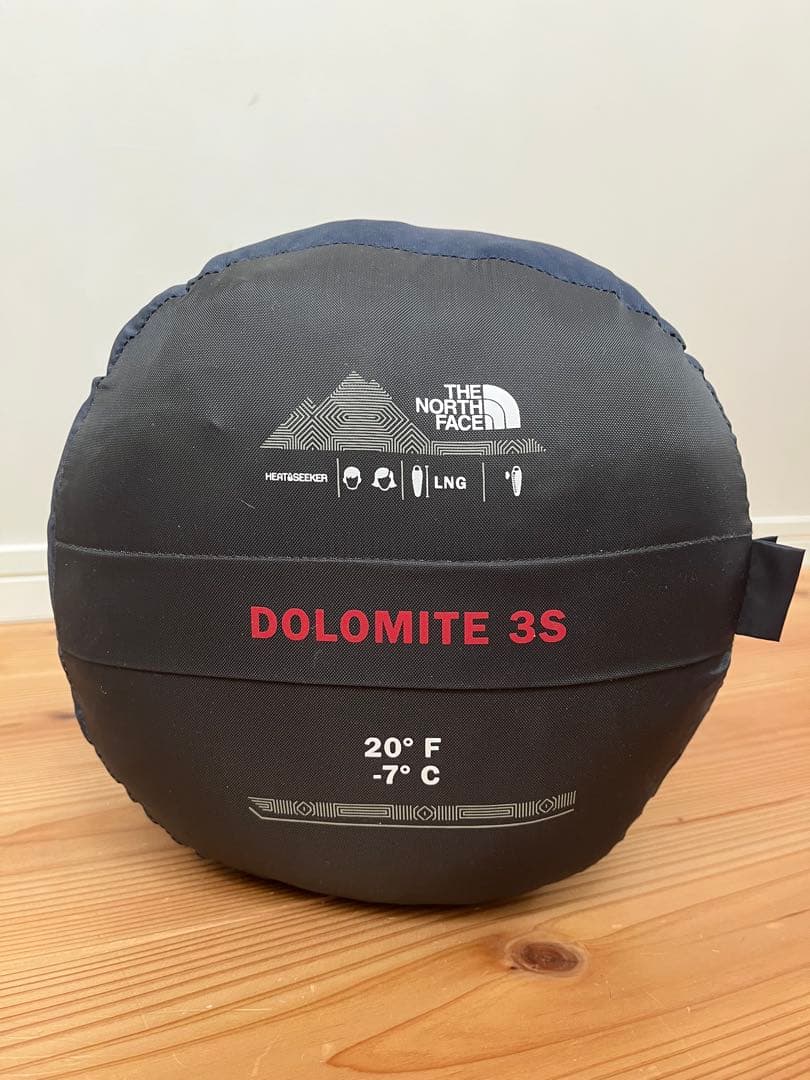 THE
NORTH
FACE
HEATSEEKER
LNG
DOLOMITE 3S
20° F
-7° C